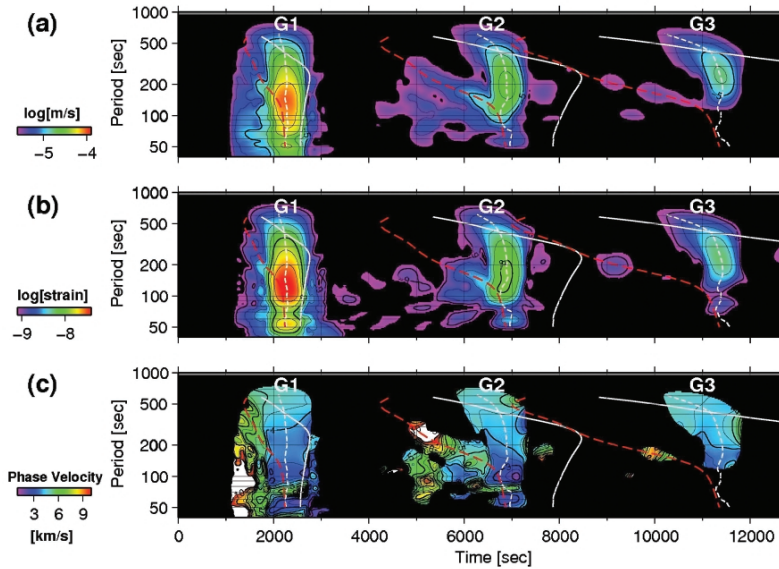 (a)
G1 G2 G3
1000
500
200
100
50
Period [sec]
log[m/s]
−5 −4
(b)
G1 G2 G3
1000
500
200
100
50
Period [sec]
log[strain]
−9 −8
(c)
G1 G2 G3
1000
500
200
100
50
Period [sec]
Phase Velocity
3 6 9
[km/s]
0 2000 4000 6000 8000 10000 12000
Time [sec]